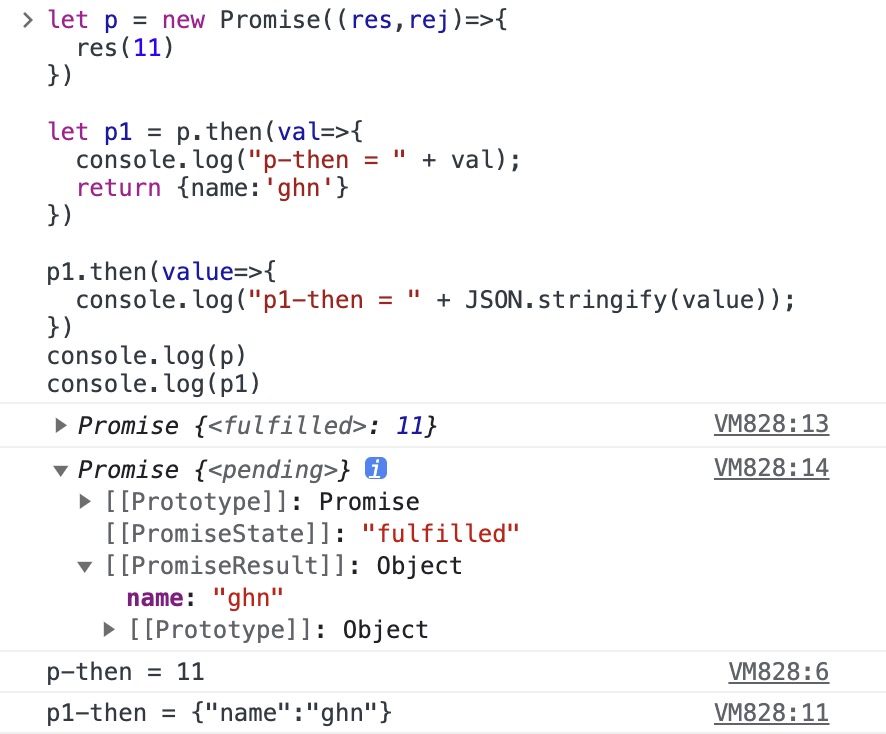 > let p = new Promise((res,rej)=>{
  res(11)
})

let p1 = p.then(val=>{
  console.log("p-then = " + val);
  return {name:'ghn'}
})

p1.then(value=>{
  console.log("p1-then = " + JSON.stringify(value));
})
console.log(p)
console.log(p1)
▶ Promise {<fulfilled>: 11} VM828:13
▼ Promise {<pending>} i VM828:14
▶ [[Prototype]]: Promise
[[PromiseState]]: "fulfilled"
▼ [[PromiseResult]]: Object
name: "ghn"
▶ [[Prototype]]: Object
p-then = 11 VM828:6
p1-then = {"name":"ghn"} VM828:11